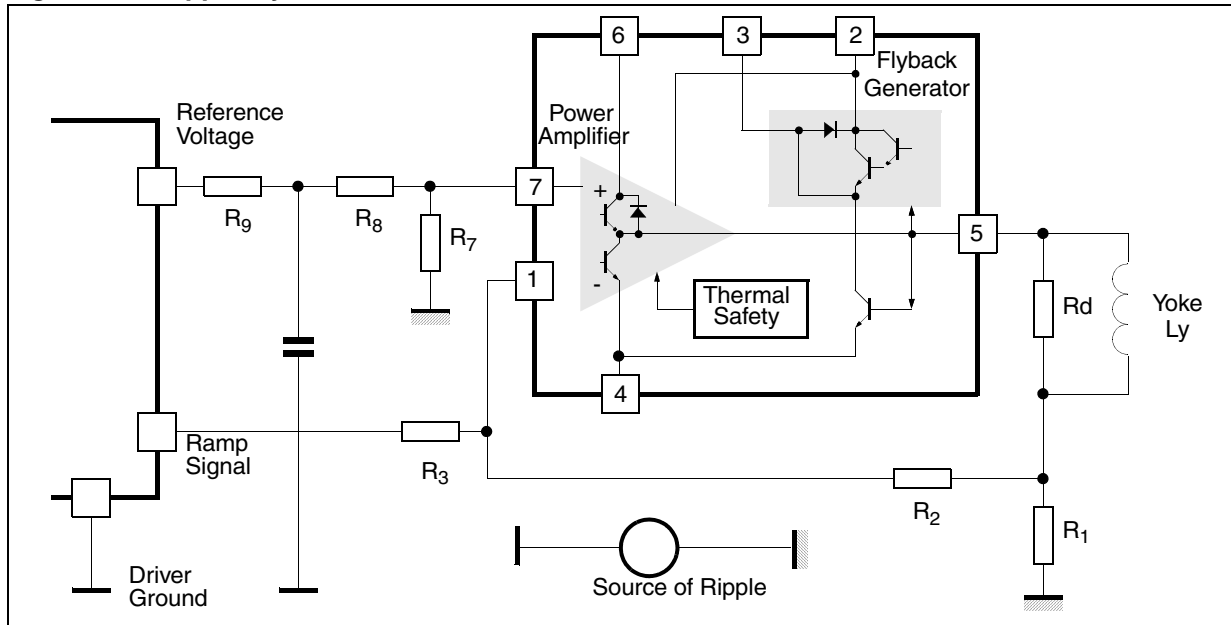 6
3
2
Flyback
Generator
Reference
Voltage
Power
Amplifier
7
+
R9
R8
R7
1
-
5
Thermal
Safety
Rd
Yoke
Ly
4
Ramp
Signal
R3
R2
R1
Driver
Ground
Source of Ripple